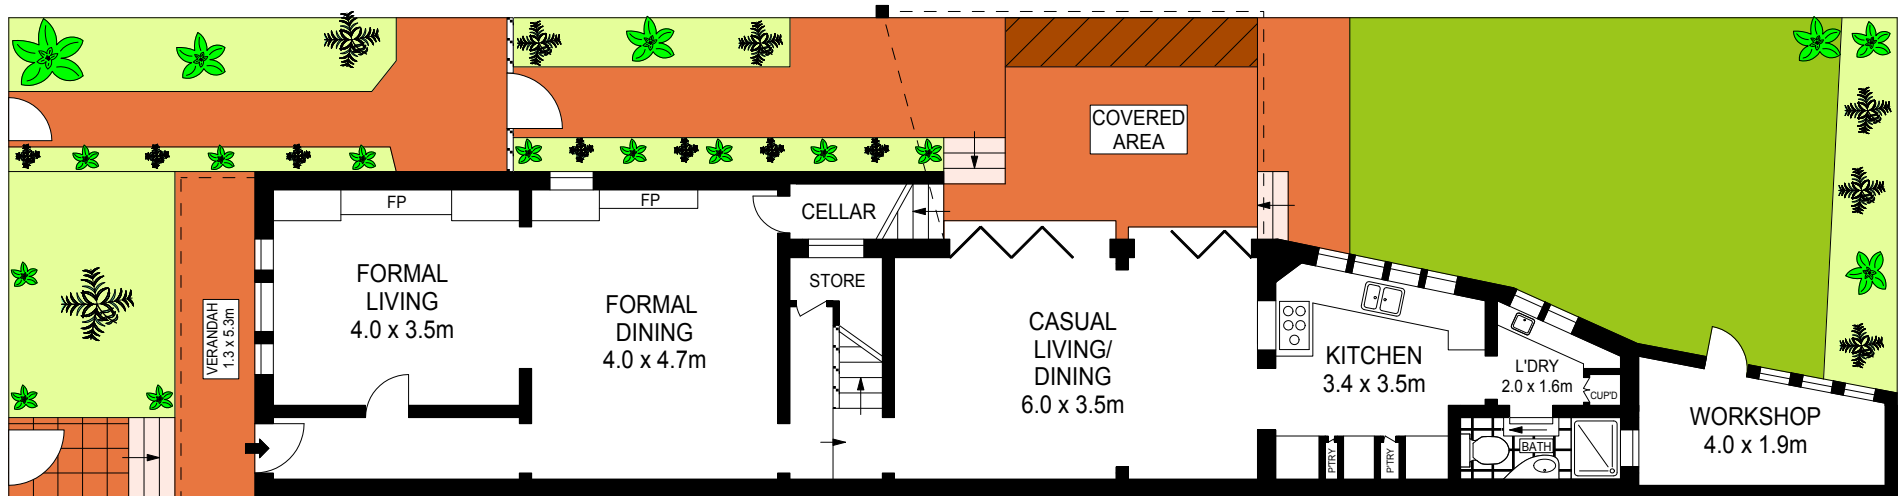 COVERED
AREA
FP
FP
CELLAR
STORE
FORMAL
LIVING
4.0 x 3.5m
FORMAL
DINING
4.0 x 4.7m
VERANDAH
1.3 x 5.3m
CASUAL
LIVING/
DINING
6.0 x 3.5m
KITCHEN
3.4 x 3.5m
L'DRY
2.0 x 1.6m
CUP'D
WORKSHOP
4.0 x 1.9m
BATH
P'TRY
P'TRY